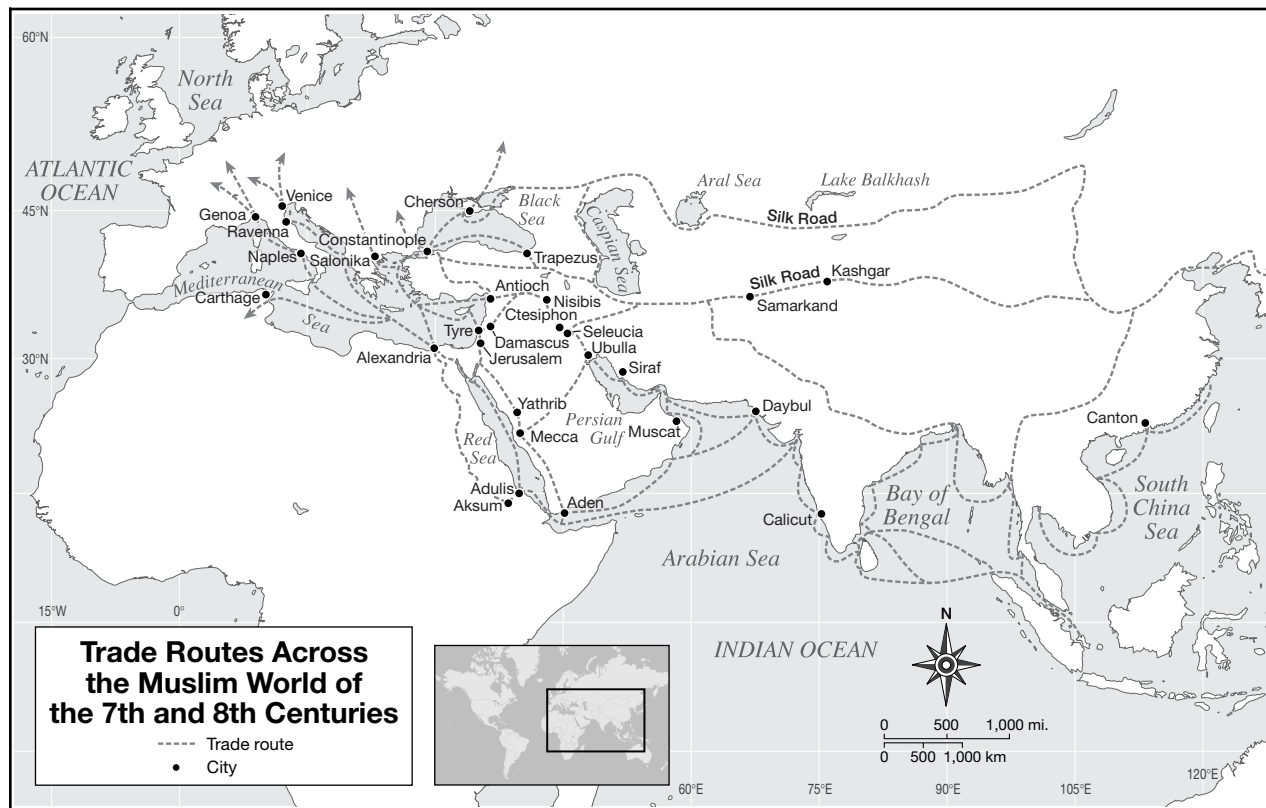 60°N
North
Sea
ATLANTIC
OCEAN
45°N
Venice
Genoa
Ravenna
Cherson
Black
Sea
Aral Sea
Lake Balkhash
Silk Road
Caspian Sea
Constantinople
Naples
Salonika
Trapezus
Mediterranean
Sea
Carthage
Antioch
Nisibis
Silk Road
Kashgar
Samarkand
Ctesiphon
Seleucia
Tyre
Damascus
Ubulla
Jerusalem
Alexandria
30°N
Siraf
Yathrib
Persian
Gulf
Daybul
Muscat
Mecca
Canton
Red
Sea
Adulis
Aksum
Aden
Calicut
Bay of
Bengal
South
China
Sea
Arabian Sea
15°W
0°
INDIAN OCEAN
N
0 500 1,000 mi.
0 500 1,000 km
60°E
75°E
90°E
105°E
120°E
Trade Routes Across
the Muslim World of
the 7th and 8th Centuries
Trade route
City